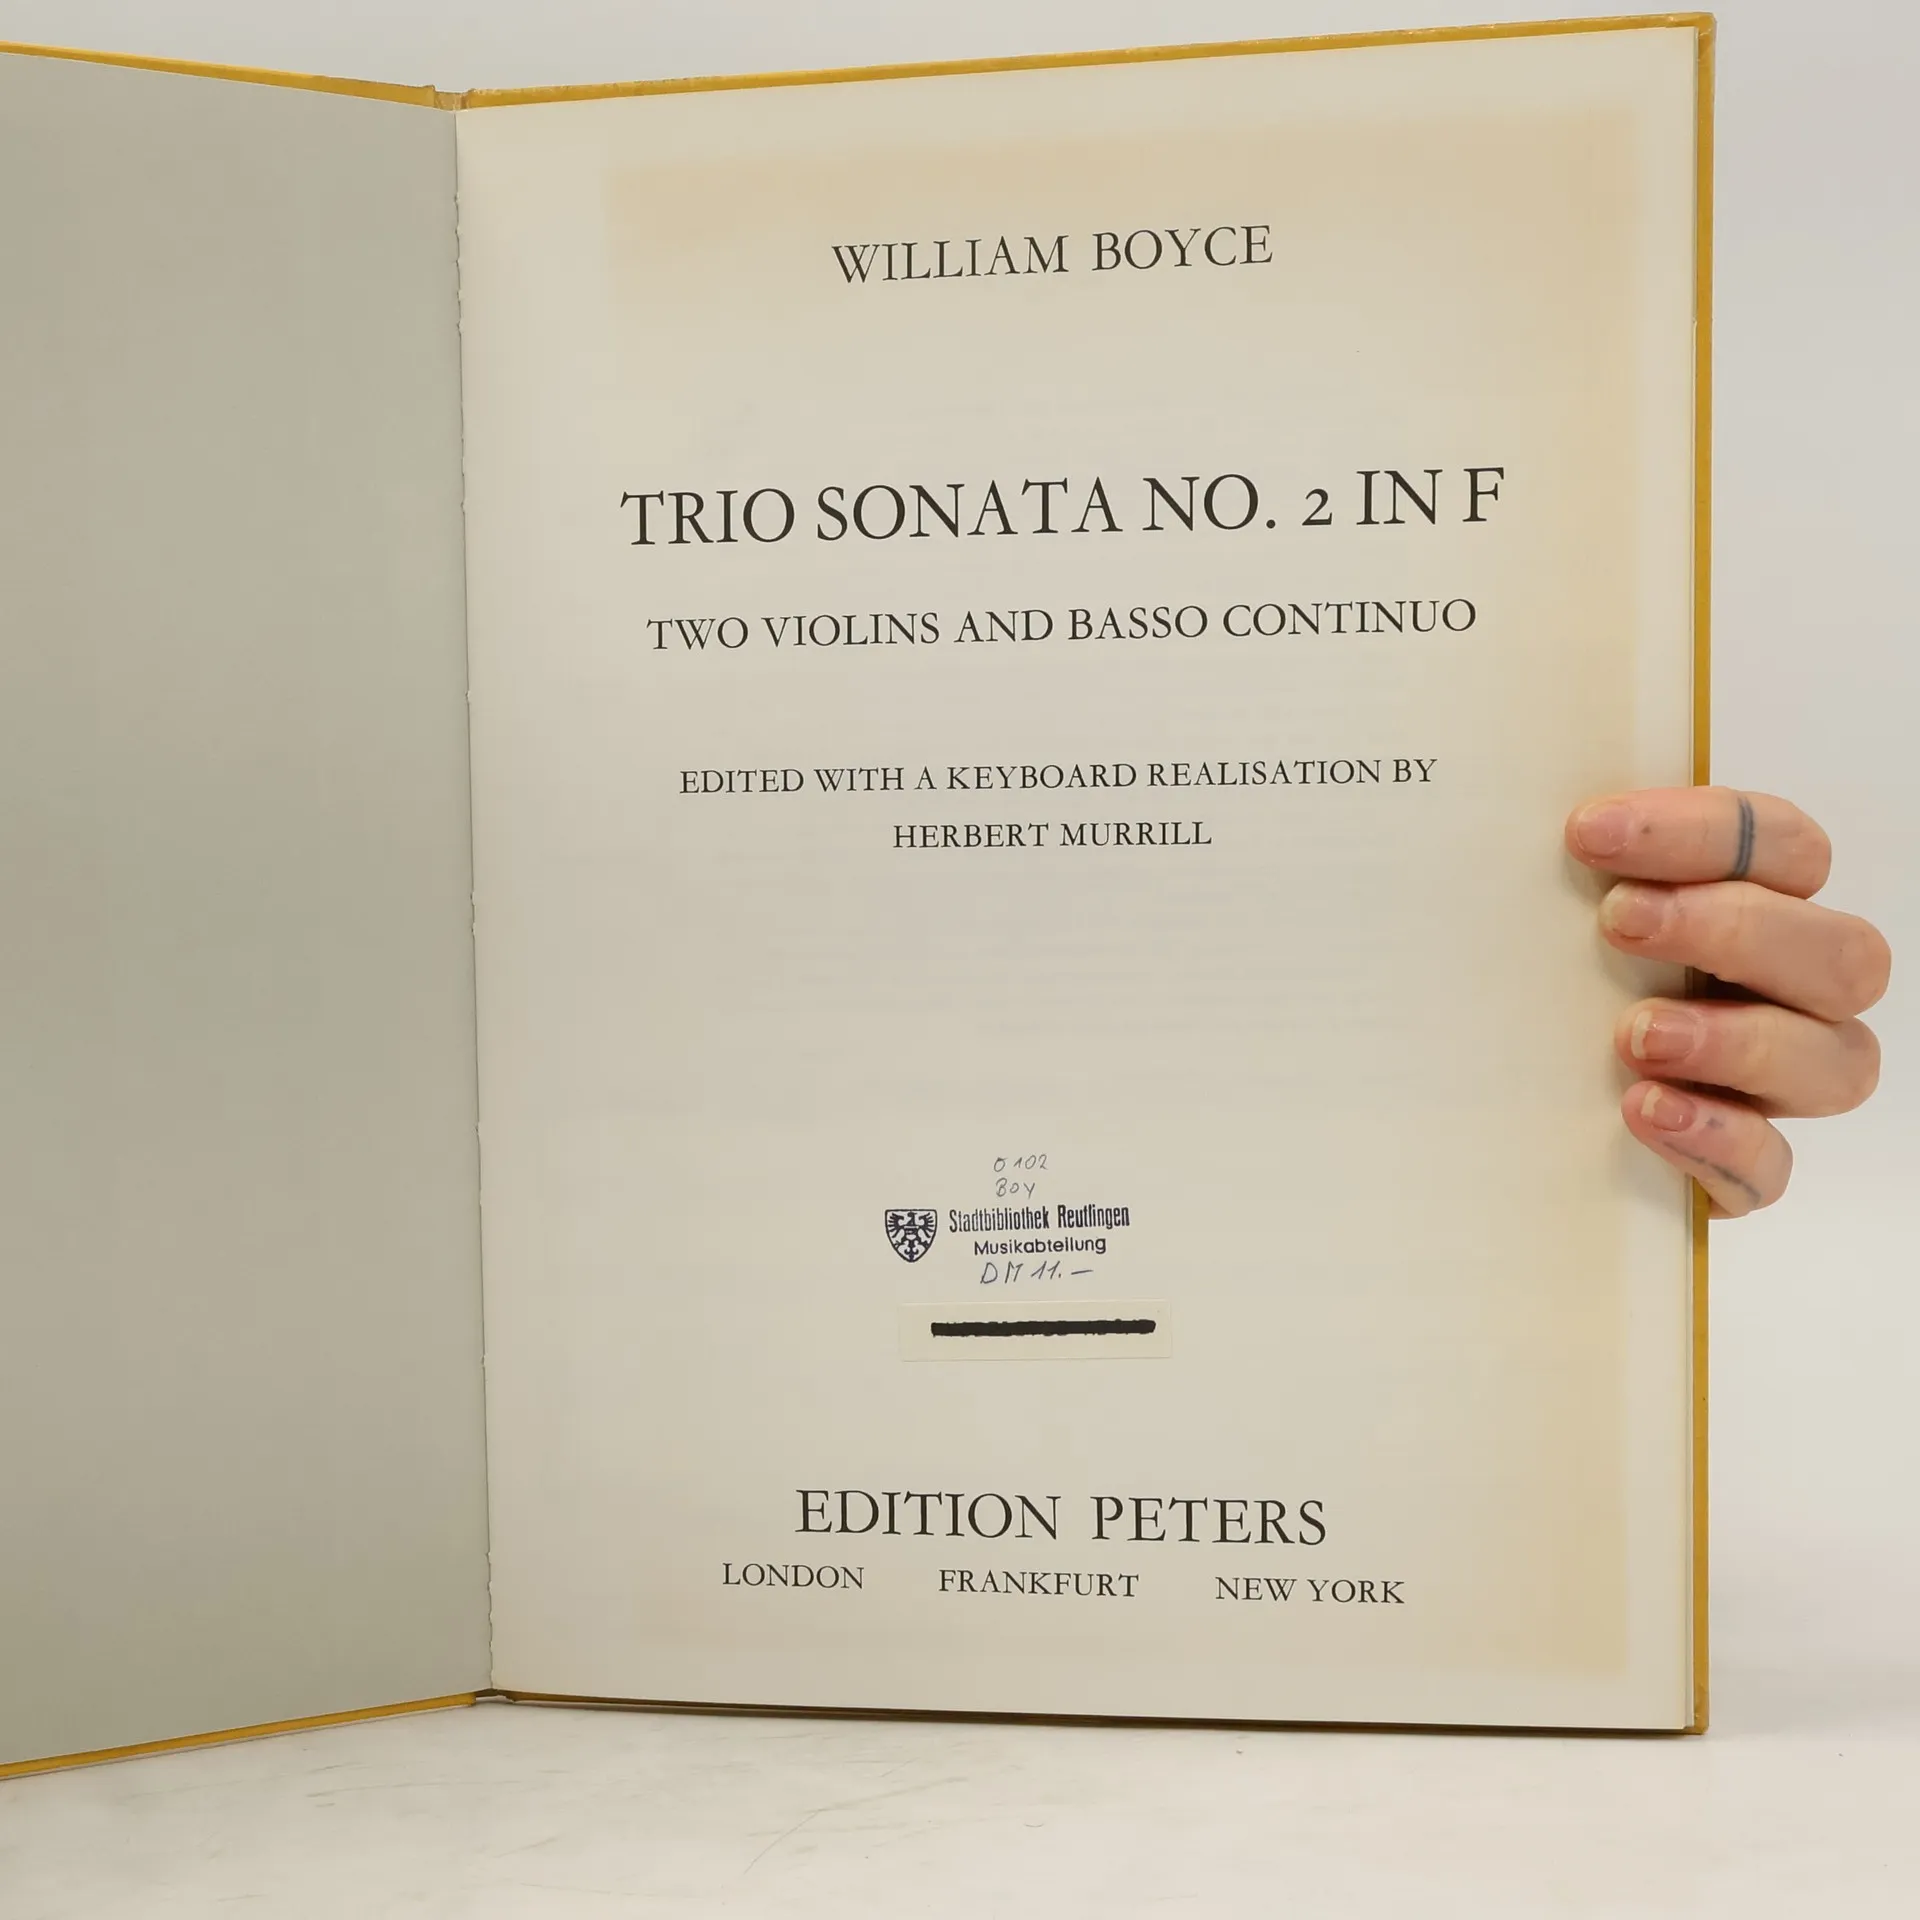 WILLIAM BOYCE
TRIO SONATA NO. 2 IN F
TWO VIOLINS AND BASSO CONTINUO
EDITED WITH A KEYBOARD REALISATION BY
HERBERT MURRILL
O 102
BOY
Stadtbibliothek Reutlingen
Musikabteilung
DM 11.—
EDITION PETERS
LONDON FRANKFURT NEW YORK